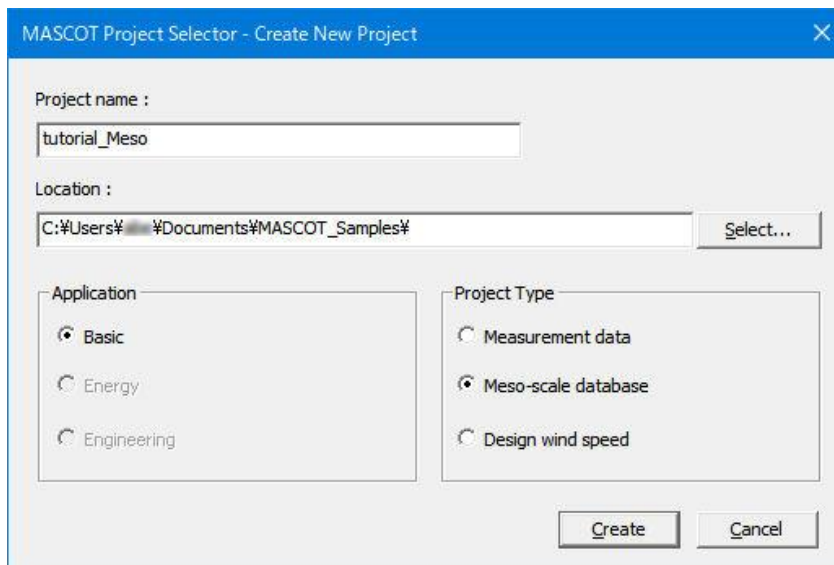 MASCOT Project Selector - Create New Project
Project name :
tutorial_Meso
Location :
C:¥Users¥ ¥Documents¥MASCOT_Samples¥
Select...
Application
Basic
Energy
Engineering
Project Type
Measurement data
Meso-scale database
Design wind speed
Create
Cancel